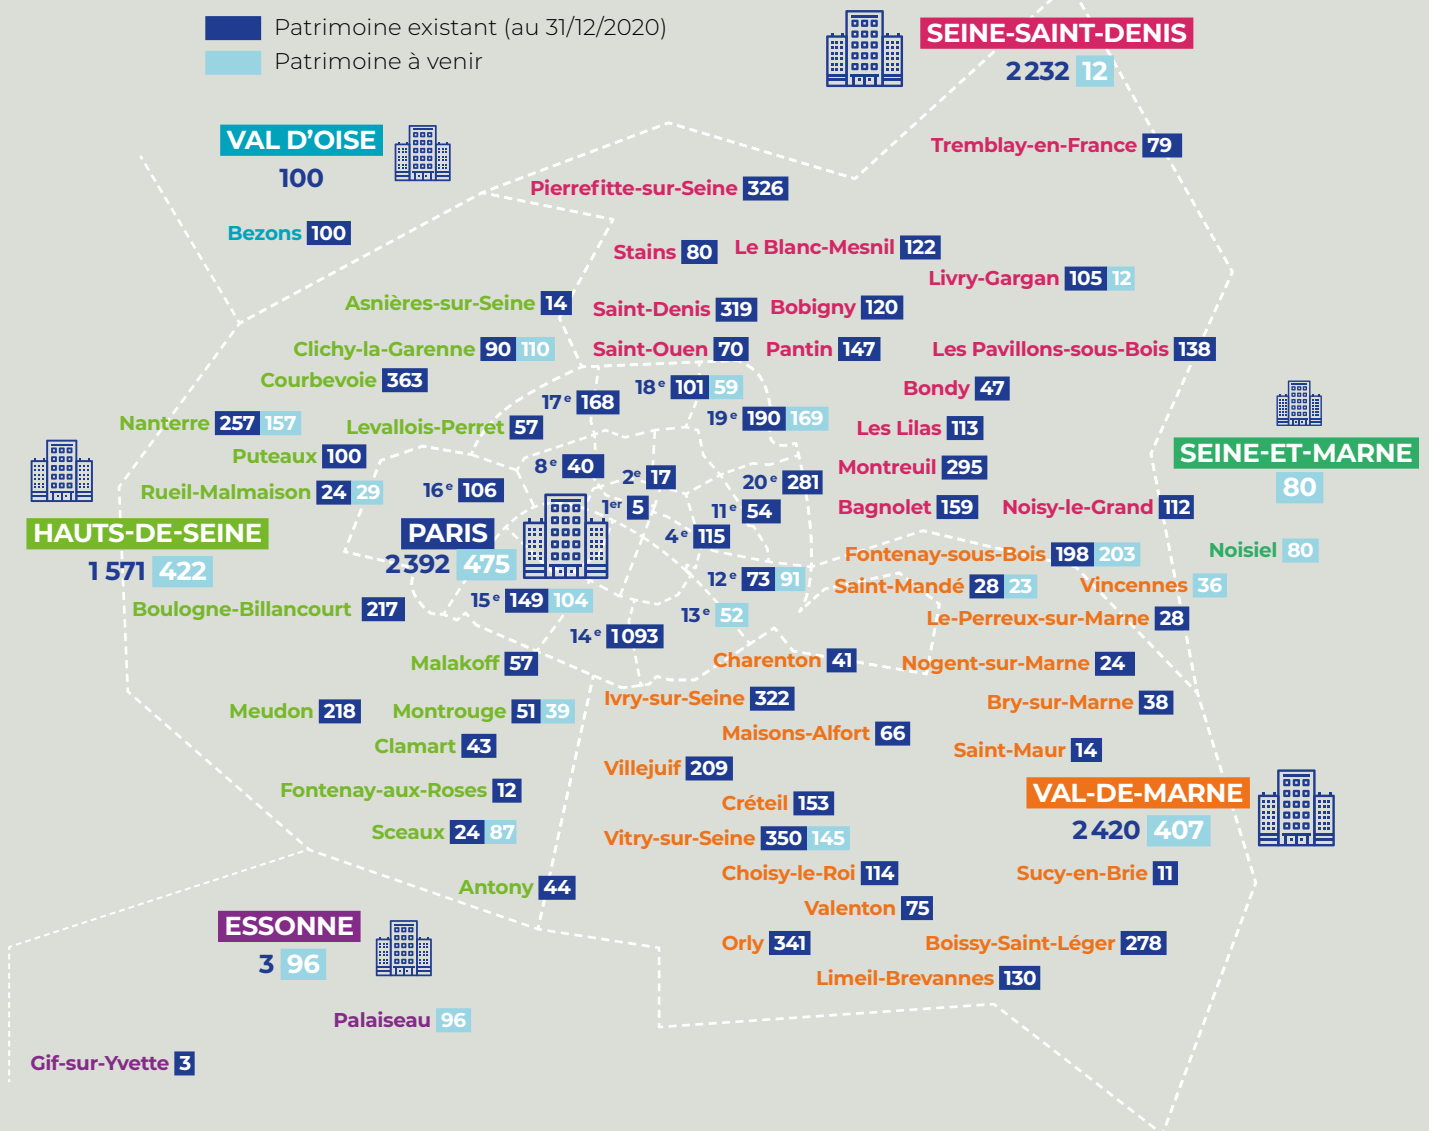 Patrimoine existant (au 31/12/2020)
Patrimoine à venir
SEINE-SAINT-DENIS
2 232 12
Tremblay-en-France 79
VAL D'OISE
100
Bezons 100
Pierrefitte-sur-Seine 326
Stains 80
Le Blanc-Mesnil 122
Livry-Gargan 105 12
Asnières-sur-Seine 14
Saint-Denis 319
Bobigny 120
Clichy-la-Garenne 90 110
Saint-Ouen 70
Pantin 147
Les Pavillons-sous-Bois 138
Courbevoie 363
18e 101 59
Bondy 47
17e 168
19e 190 169
Nanterre 257 157
Levallois-Perret 57
Les Lilas 113
Puteaux 100
8e 40
2e 17
Montreuil 295
SEINE-ET-MARNE
80
Rueil-Malmaison 24 29
16e 106
20e 281
1er 5
11e 54
Bagnolet 159
Noisy-le-Grand 112
HAUTS-DE-SEINE
1 571 422
PARIS
2 392 475
4e 115
Fontenay-sous-Bois 198 203
Noisiel 80
12e 73 91
Saint-Mandé 28 23
Vincennes 36
Boulogne-Billancourt 217
15e 149 104
13e 52
Le-Perreux-sur-Marne 28
14e 1 093
Malakoff 57
Charenton 41
Nogent-sur-Marne 24
Meudon 218
Montrouge 51 39
Ivry-sur-Seine 322
Bry-sur-Marne 38
Clamart 43
Maisons-Alfort 66
Saint-Maur 14
Villejuif 209
Fontenay-aux-Roses 12
Créteil 153
VAL-DE-MARNE
2 420 407
Sceaux 24 87
Vitry-sur-Seine 350 145
Choisy-le-Roi 114
Sucy-en-Brie 11
Antony 44
Valenton 75
ESSONNE
3 96
Orly 341
Boissy-Saint-Léger 278
Limeil-Brevannes 130
Palaiseau 96
Gif-sur-Yvette 3